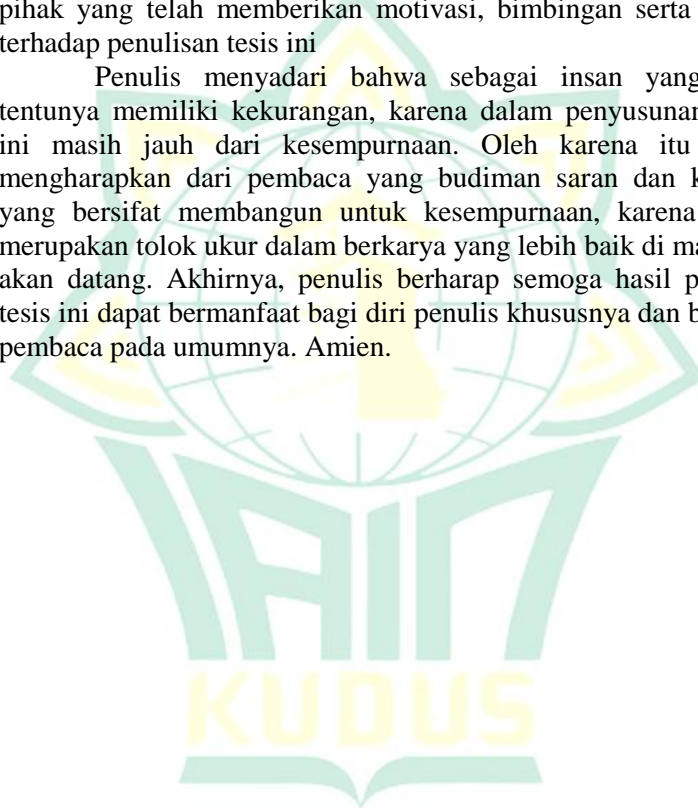 pihak yang telah memberikan motivasi, bimbingan serta
terhadap penulisan tesis ini
Penulis menyadari bahwa sebagai insan yang
tentunya memiliki kekurangan, karena dalam penyusunan
ini masih jauh dari kesempurnaan. Oleh karena itu
mengharapkan dari pembaca yang budiman saran dan k
yang bersifat membangun untuk kesempurnaan, karena
merupakan tolok ukur dalam berkarya yang lebih baik di ma
akan datang. Akhirnya, penulis berharap semoga hasil p
tesis ini dapat bermanfaat bagi diri penulis khususnya dan b
pembaca pada umumnya. Amien.
IAIN
KUDUS